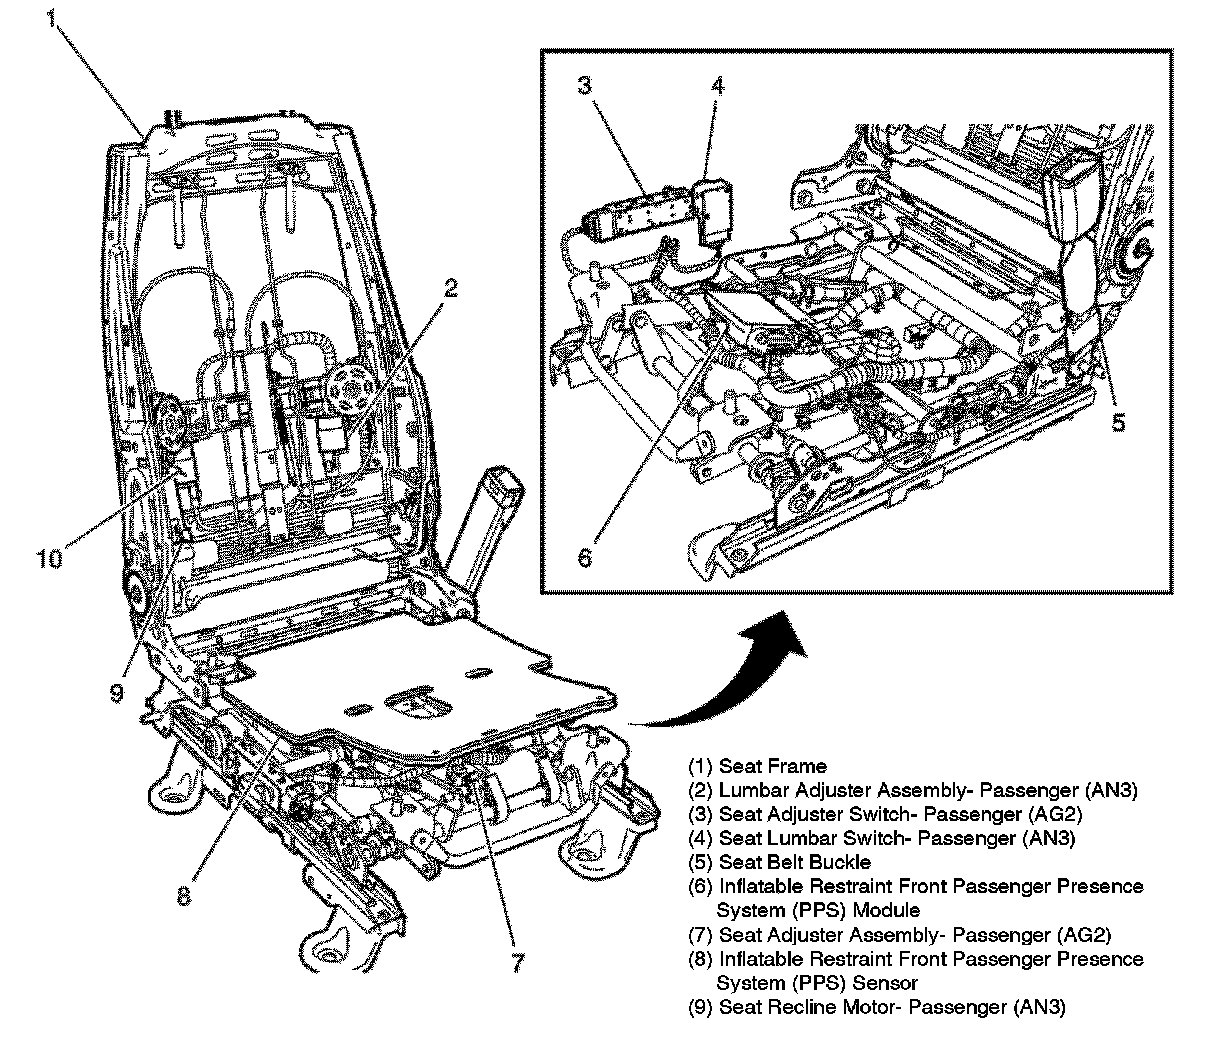 1
3
4
2
5
6
10
9
8
7
(1) Seat Frame
(2) Lumbar Adjuster Assembly- Passenger (AN3)
(3) Seat Adjuster Switch- Passenger (AG2)
(4) Seat Lumbar Switch- Passenger (AN3)
(5) Seat Belt Buckle
(6) Inflatable Restraint Front Passenger Presence
System (PPS) Module
(7) Seat Adjuster Assembly- Passenger (AG2)
(8) Inflatable Restraint Front Passenger Presence
System (PPS) Sensor
(9) Seat Recline Motor- Passenger (AN3)